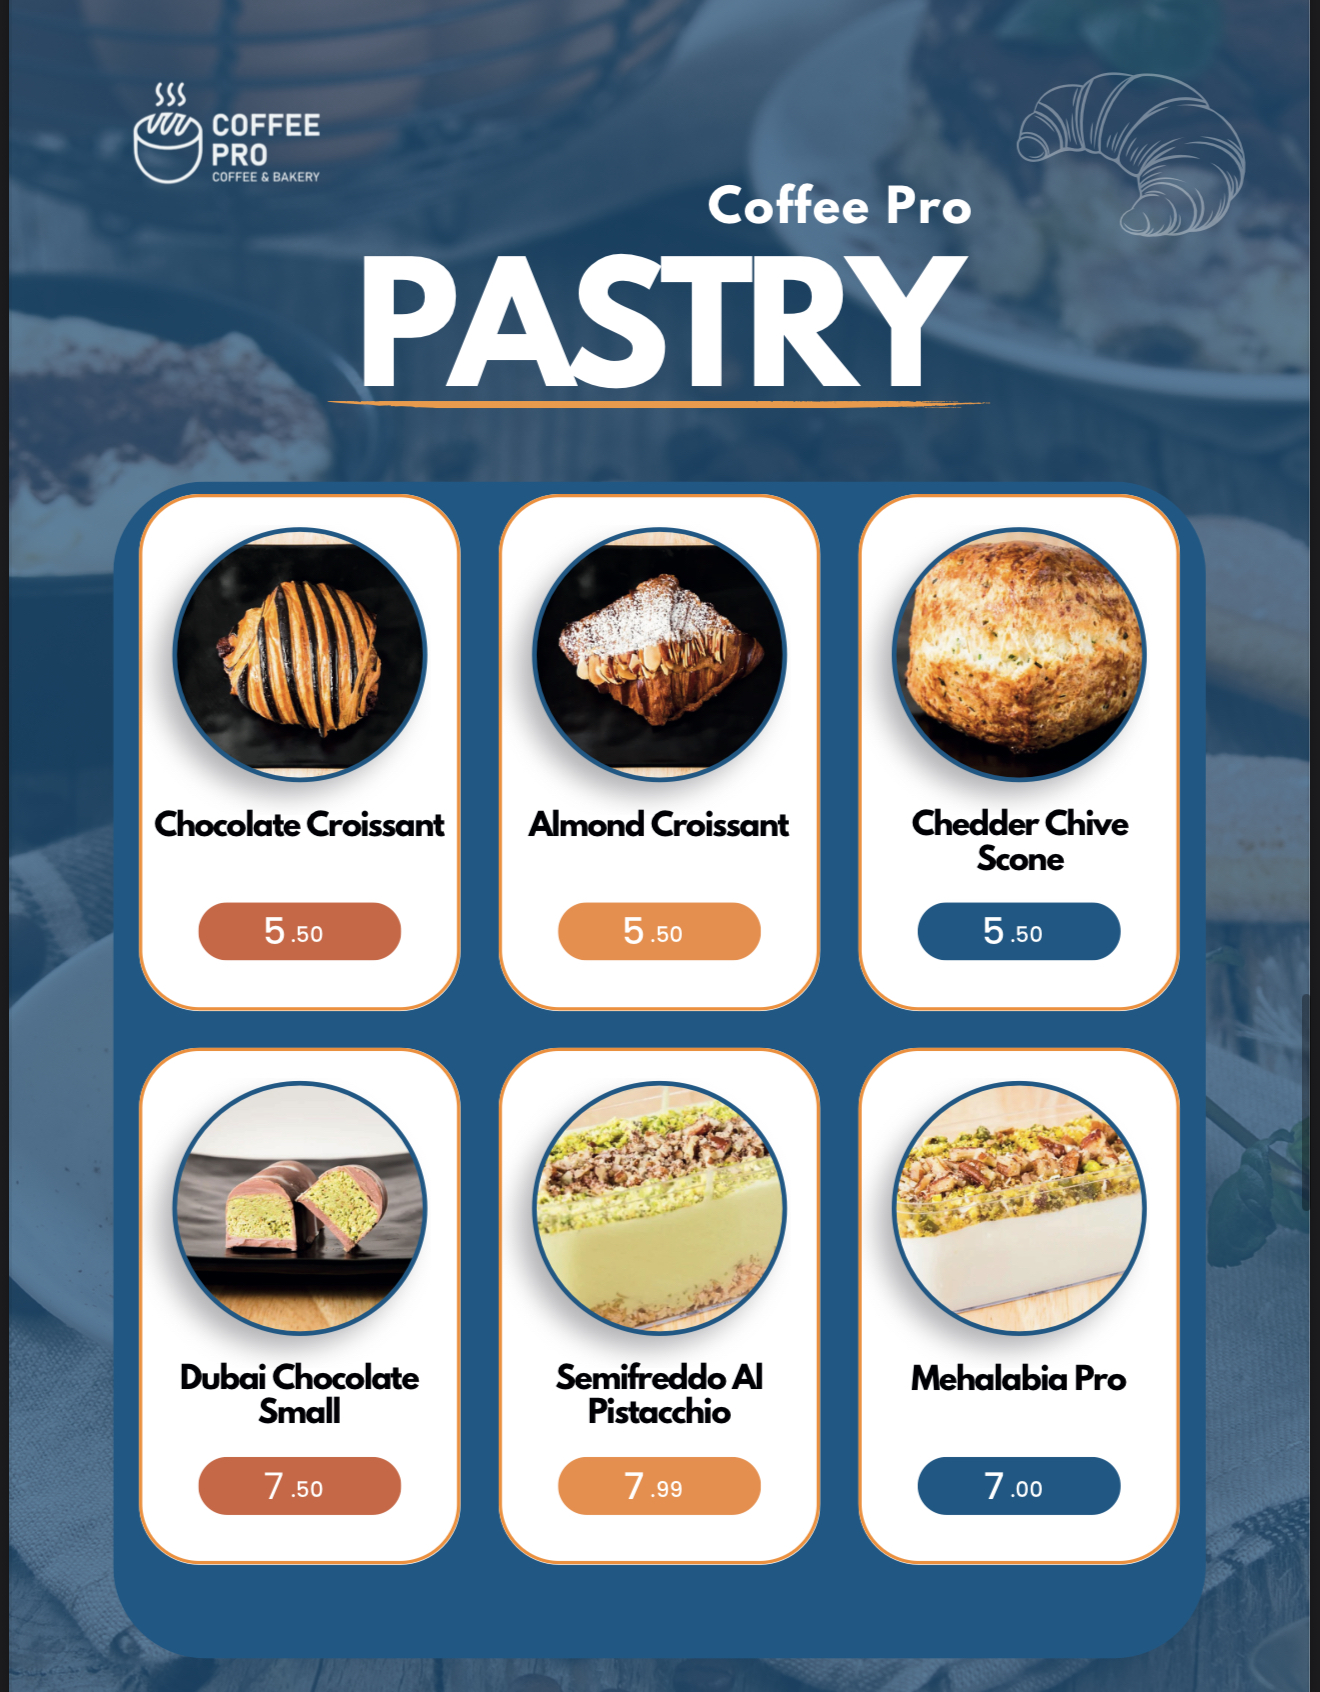 COFFEE
PRO
COFFEE & BAKERY
Coffee Pro
PASTRY
Chocolate Croissant
5.50
Almond Croissant
5.50
Chedder Chive
Scone
5.50
Dubai Chocolate
Small
7.50
Semifreddo Al
Pistacchio
7.99
Mehalabia Pro
7.00